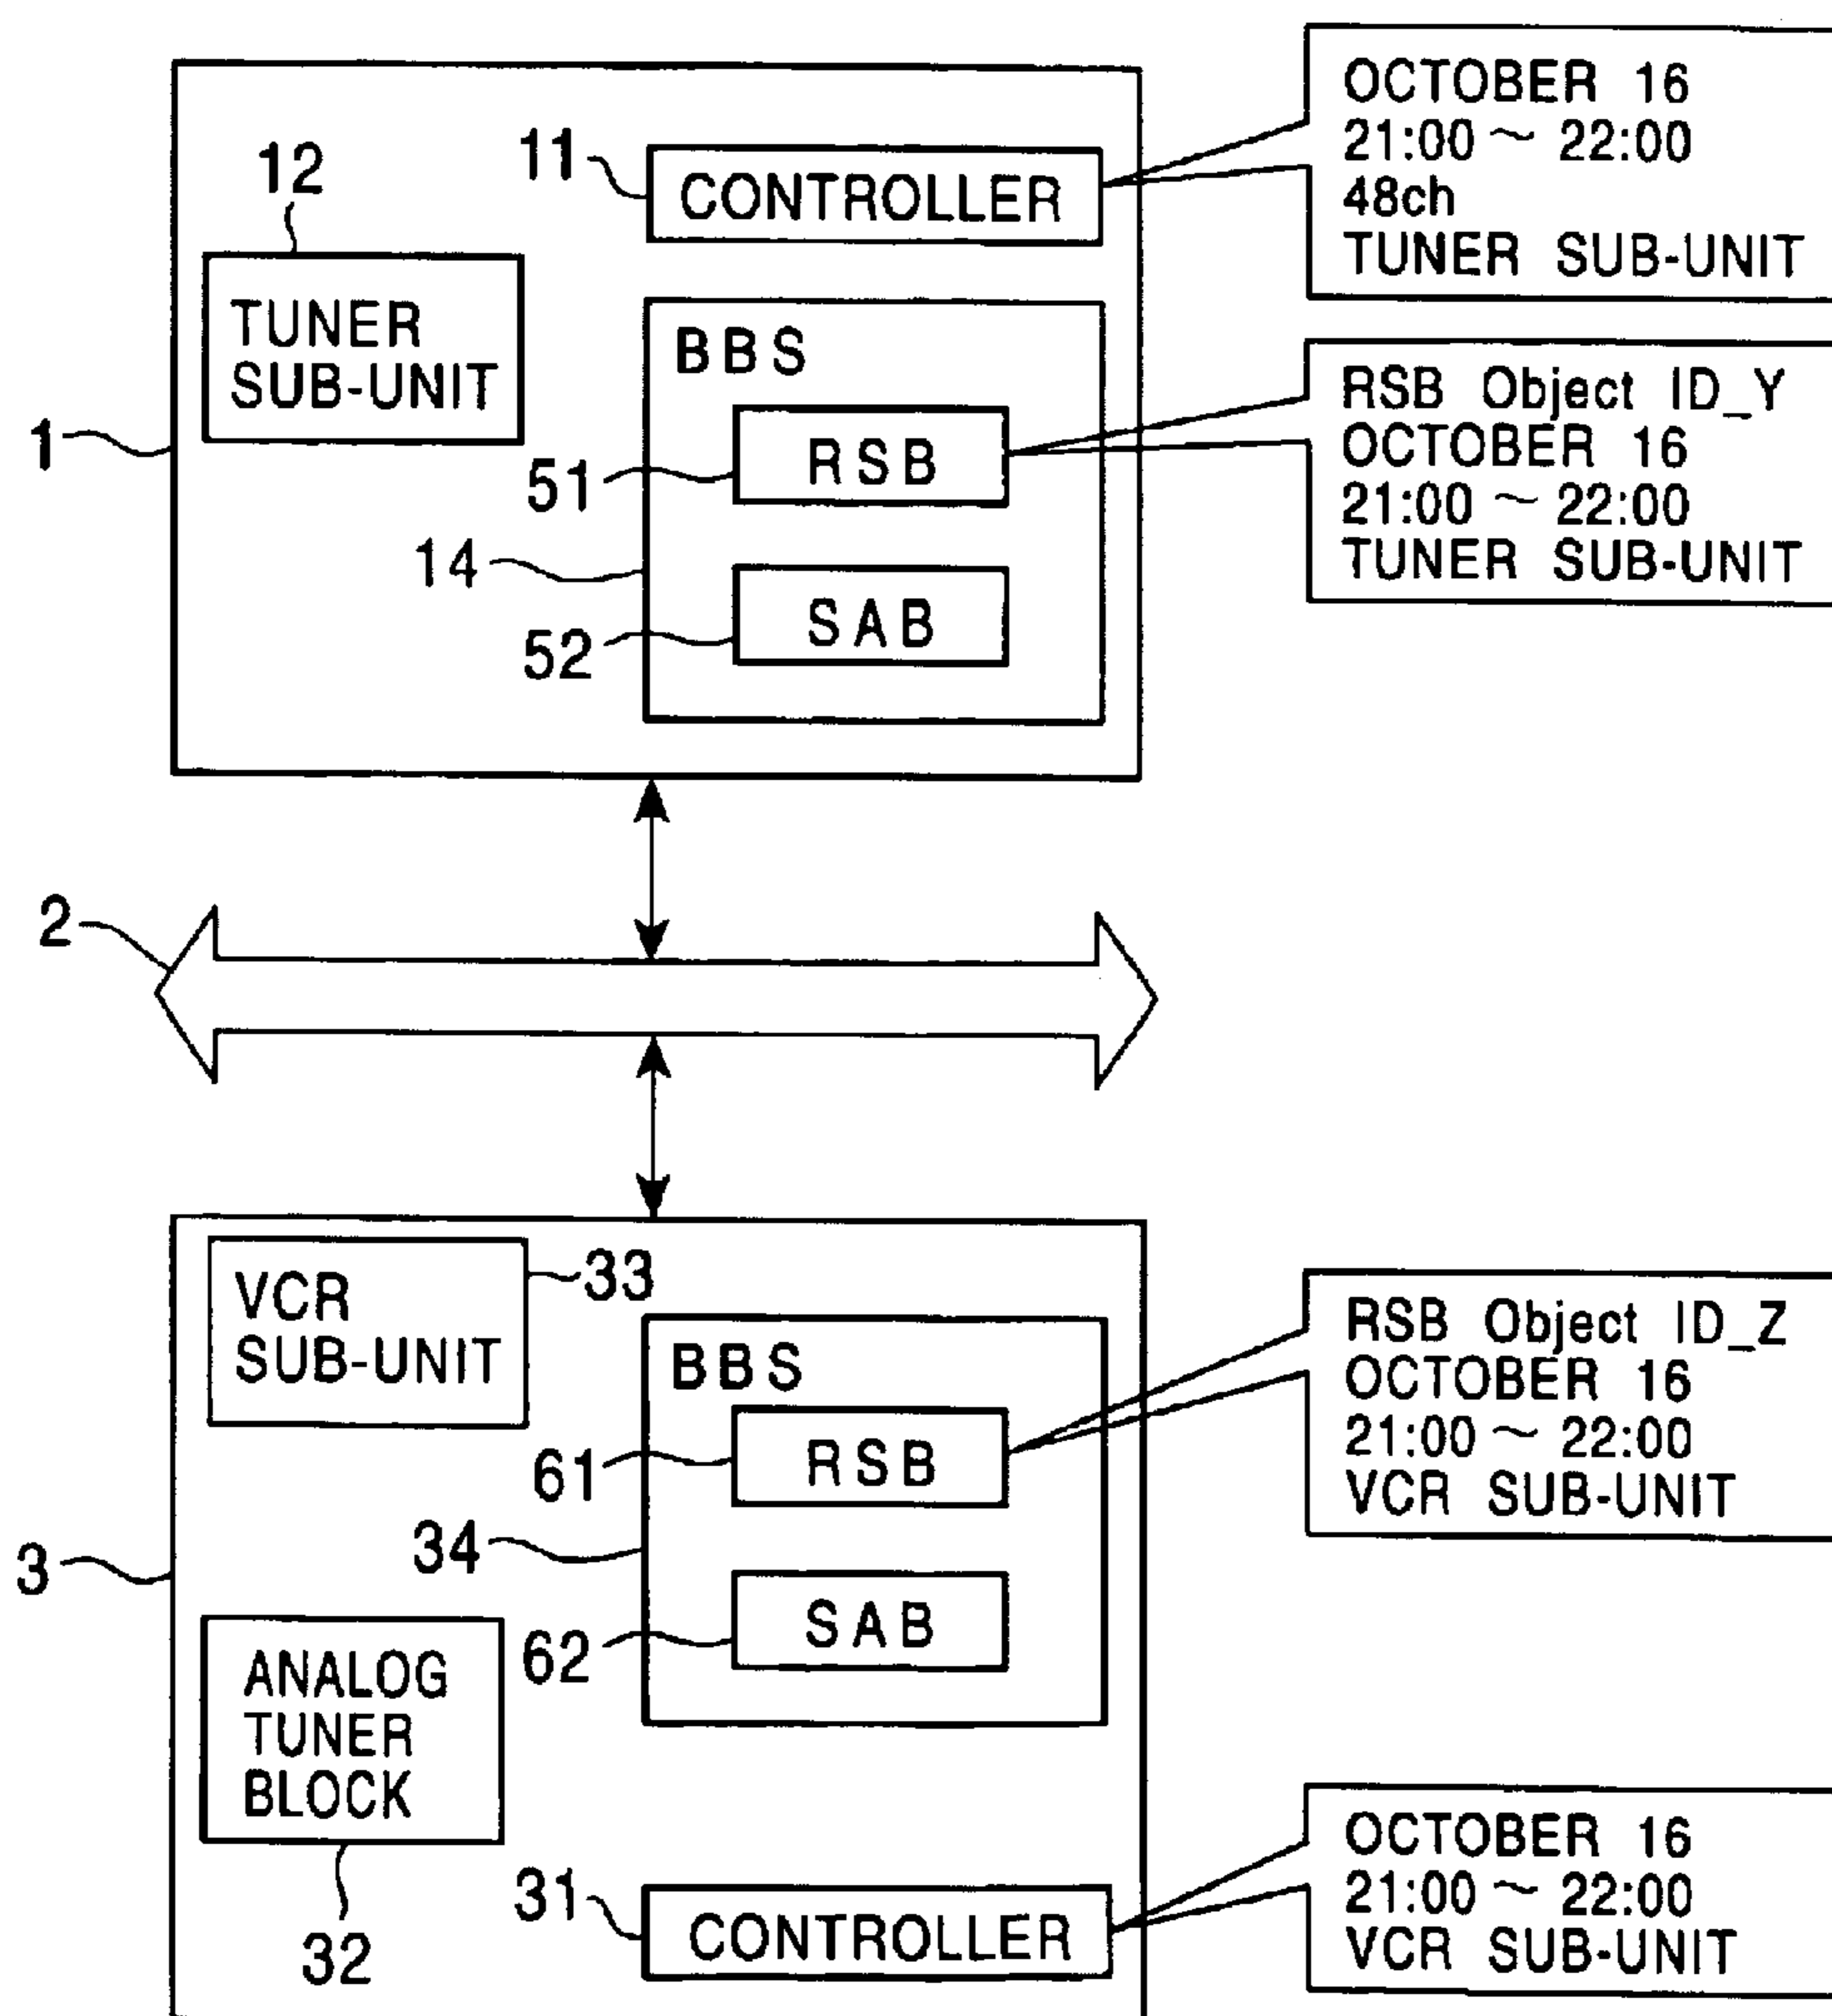 OCTOBER 16
21:00 ~ 22:00
48ch
TUNER SUB-UNIT
11
CONTROLLER
12
TUNER
SUB-UNIT
BBS
RSB Object ID_Y
OCTOBER 16
21:00 ~ 22:00
TUNER SUB-UNIT
1
51
RSB
14
52
SAB
2
33
VCR
SUB-UNIT
BBS
RSB Object ID_Z
OCTOBER 16
21:00 ~ 22:00
VCR SUB-UNIT
61
RSB
34
3
62
SAB
ANALOG
TUNER
BLOCK
32
31
CONTROLLER
OCTOBER 16
21:00 ~ 22:00
VCR SUB-UNIT